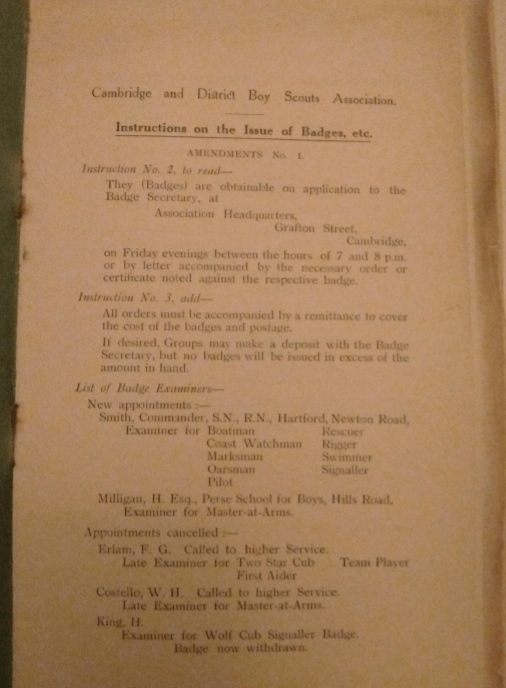 Cambridge and District Boy Scouts Association.
Instructions on the Issue of Badges, etc.
AMENDMENTS No. 1.
Instruction No. 2, to read—
They (Badges) are obtainable on application to the
Badge Secretary, at
Association Headquarters,
Grafton Street,
Cambridge,
on Friday evenings between the hours of 7 and 8 p.m.
or by letter accompanied by the necessary order or
certificate noted against the respective badge.
Instruction No. 3, add—
All orders must be accompanied by a remittance to cover
the cost of the badges and postage.
If desired, Groups may make a deposit with the Badge
Secretary, but no badges will be issued in excess of the
amount in hand.
List of Badge Examiners—
New appointments :—
Smith, Commander, S.N., R.N., Hartford, Newton Road,
Examiner for Boatman Rescuer
Coast Watchman Rigger
Marksman Swimmer
Oarsman Signaller
Pilot
Milligan, H. Esq., Perse School for Boys, Hills Road,
Examiner for Master-at-Arms.
Appointments cancelled :—
Erlam, F. G. Called to higher Service.
Late Examiner for Two Star Cub Team Player
First Aider
Costello, W. H. Called to higher Service.
Late Examiner for Master-at-Arms.
King, H.
Examiner for Wolf Cub Signaller Badge.
Badge now withdrawn.